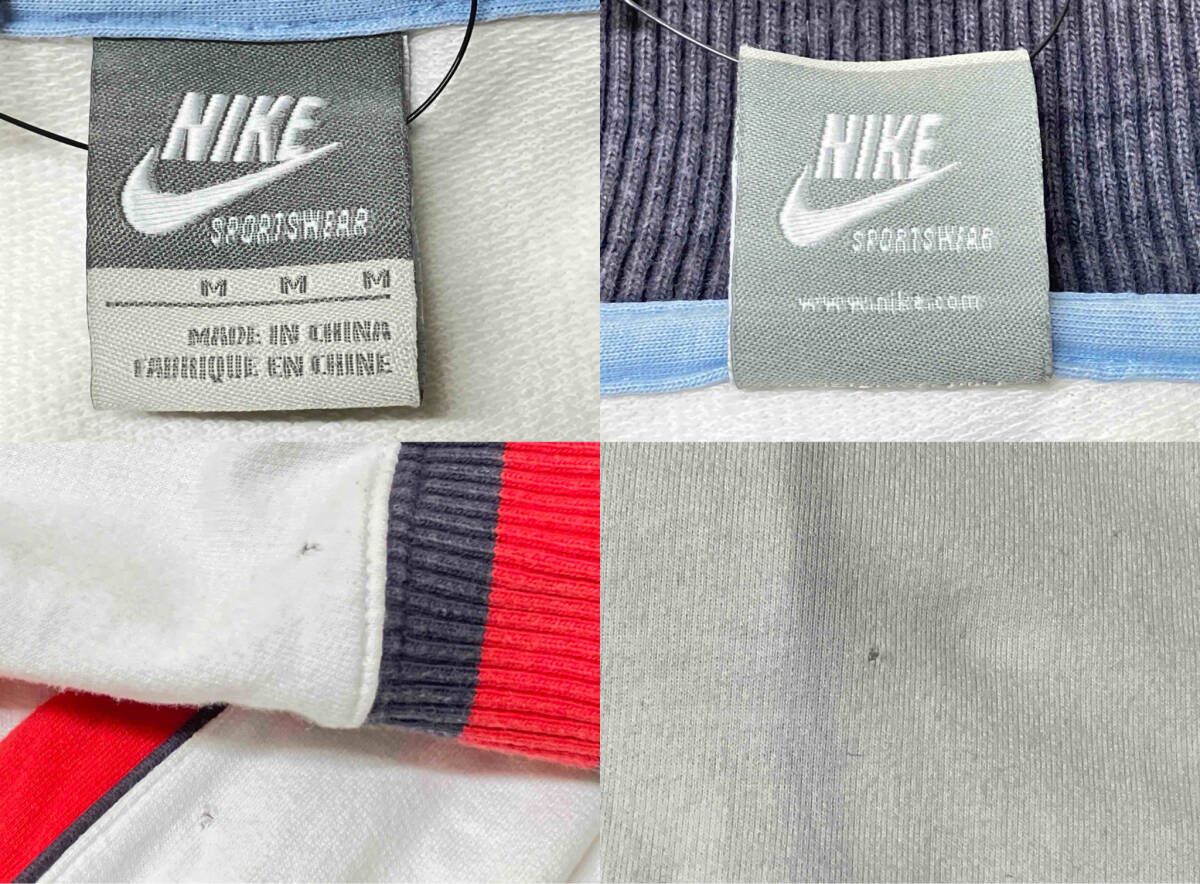 NIKE
SPORTSWEAR
M M M
MADE IN CHINA
FABRIQUE EN CHINE
NIKE
SPORTSWEAR
www.nike.com